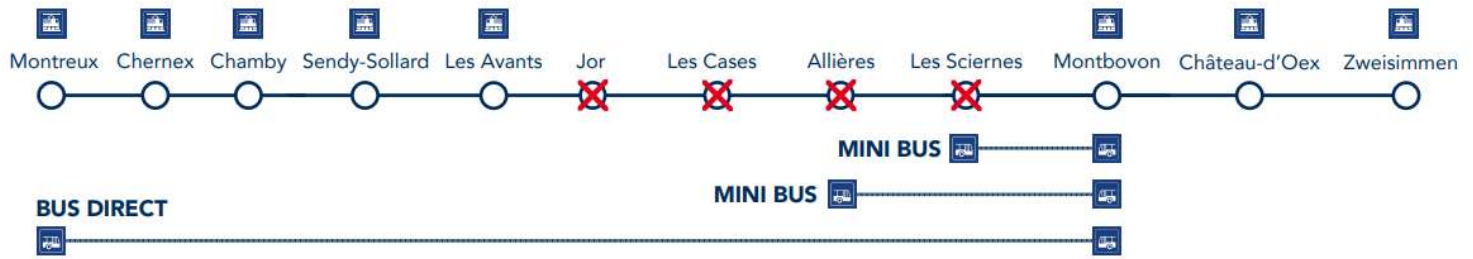 Montreux Chernex Chamby Sendy-Sollard Les Avants Jor Les Cases Allières Les Sciernes Montbovon Château-d'Oex Zweisimmen
MINI BUS
MINI BUS
BUS DIRECT